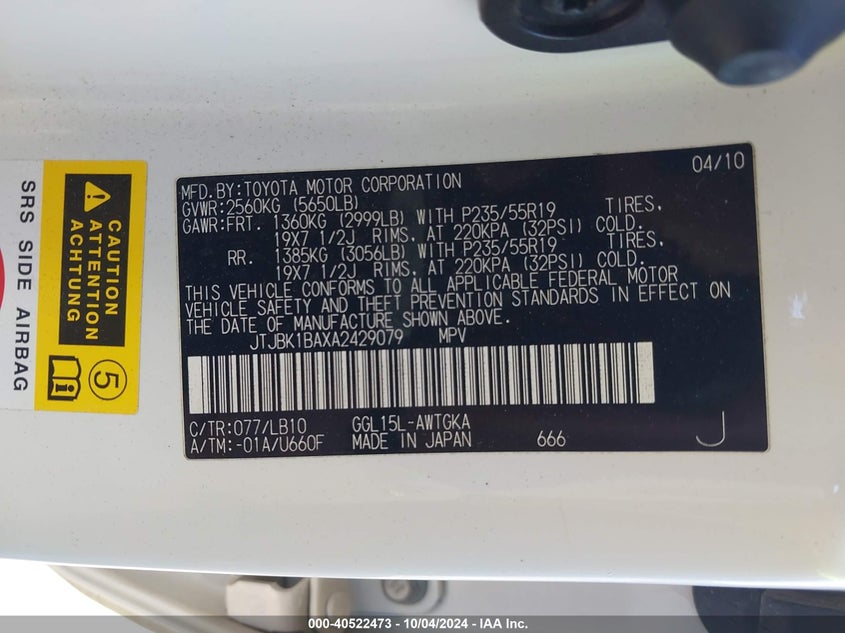 04/10
MFD.BY:TOYOTA MOTOR CORPORATION
GVWR:2560KG (5650LB)
GAWR:FRT. 1360KG (2999LB) WITH P235/55R19 TIRES,
19X7 1/2J RIMS, AT 220KPA (32PSI) COLD.
RR. 1385KG (3056LB) WITH P235/55R19 TIRES,
19X7 1/2J RIMS, AT 220KPA (32PSI) COLD.
THIS VEHICLE CONFORMS TO ALL APPLICABLE FEDERAL MOTOR
VEHICLE SAFETY AND THEFT PREVENTION STANDARDS IN EFFECT ON
THE DATE OF MANUFACTURE SHOWN ABOVE.
JTJBK1BAXA2429079 MPV
C/TR:077/LB10 GGL15L-AWTGKA
A/TM:-01A/U660F MADE IN JAPAN 666 J
SRS SIDE AIRBAG
CAUTION
ATTENTION
ACHTUNG
5
000-40522473 - 10/04/2024 - IAA Inc.